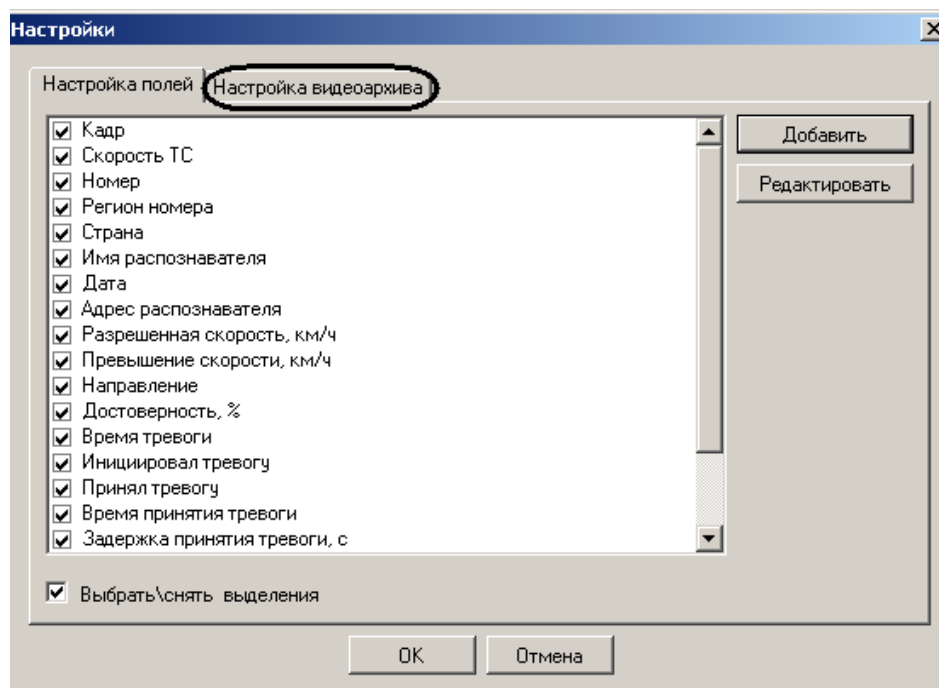 Настройки
Настройка полей Настройка видеоархива
Кадр
Скорость ТС
Номер
Регион номера
Страна
Имя распознавателя
Дата
Адрес распознавателя
Разрешенная скорость, км/ч
Превышение скорости, км/ч
Направление
Достоверность, %
Время тревоги
Инициировал тревогу
Принял тревогу
Время принятия тревоги
Задержка принятия тревоги, с
Добавить
Редактировать
Выбрать\снять выделения
OK Отмена